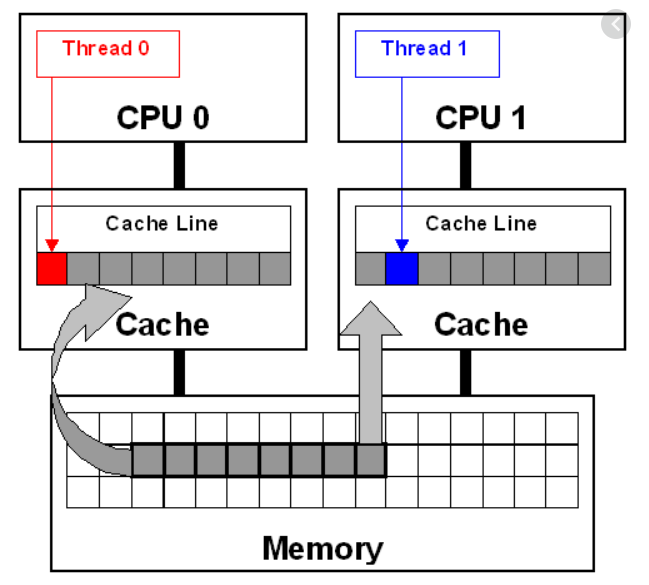 Thread 0
Thread 1
CPU 0
CPU 1
Cache Line
Cache Line
Cache
Cache
Memory